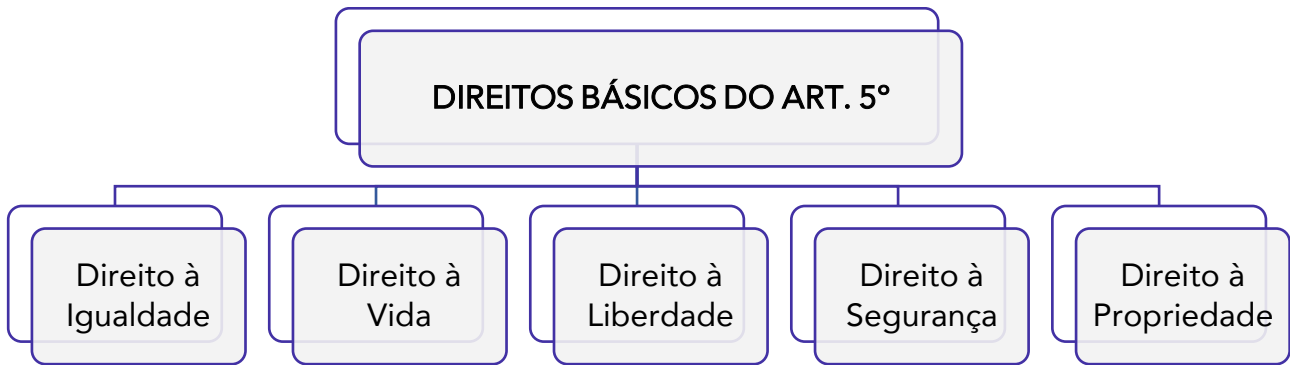 DIREITOS BÁSICOS DO ART. 5º
Direito à
Igualdade
Direito à
Vida
Direito à
Liberdade
Direito à
Segurança
Direito à
Propriedade